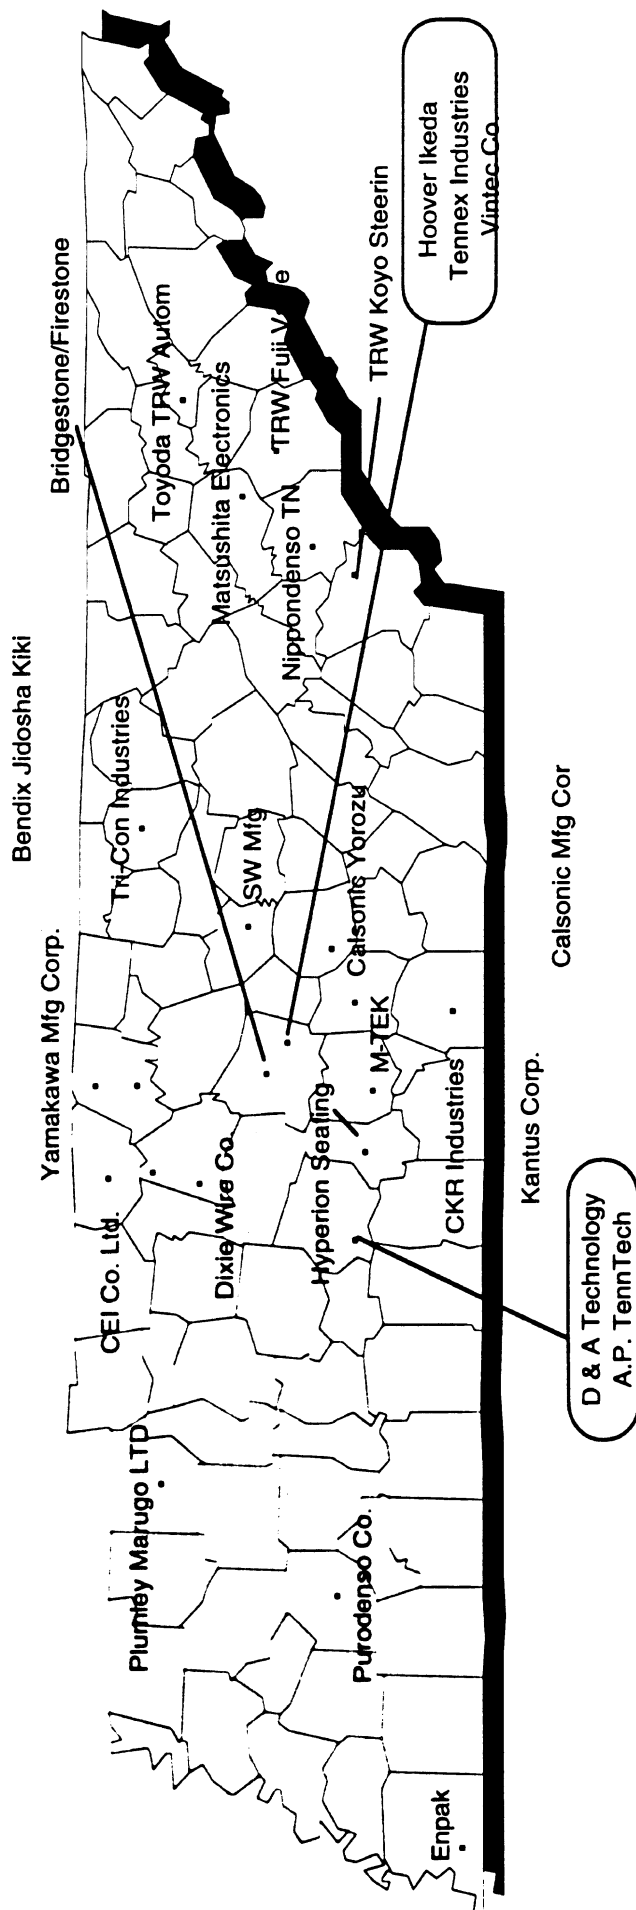 Bendix Jidosha Kiki
Yamakawa Mfg Corp.
Bridgestone/Firestone
CEI Co. Ltd.
Tri-Con Industries
Plumley Marugo LTD
Toyoda TRW Autom
Dixie Wire Co.
Matsushita Electronics
SW Mfg
TRW Fuji
Nippondenso TN
Hyperion Sealing
Purodenso Co.
Calsonic Yorozu
M-TEK
TRW Koyo Steerin
Hoover Ikeda
Tennex Industries
Vintec Co.
Enpak
CKR Industries
Kantus Corp.
Calsonic Mfg Cor
D & A Technology
A.P. TennTech